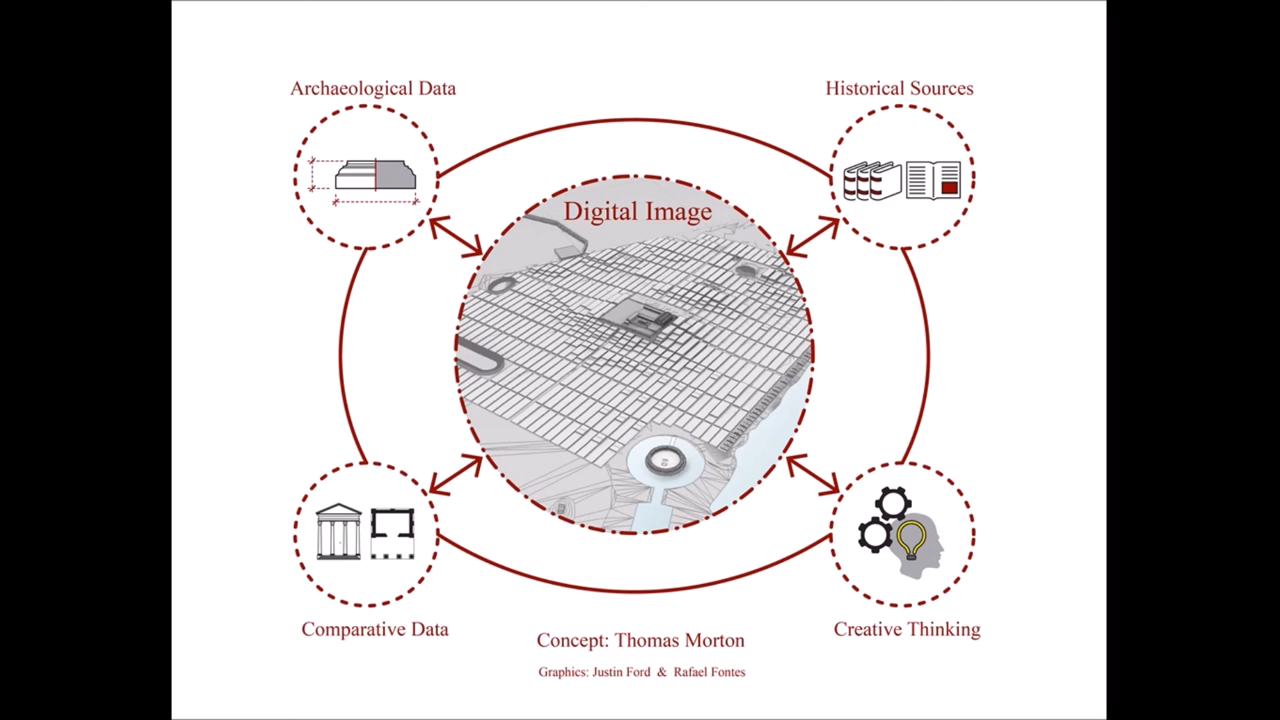 Archaeological Data
Historical Sources
Digital Image
Comparative Data
Creative Thinking
Concept: Thomas Morton
Graphics: Justin Ford & Rafael Fontes